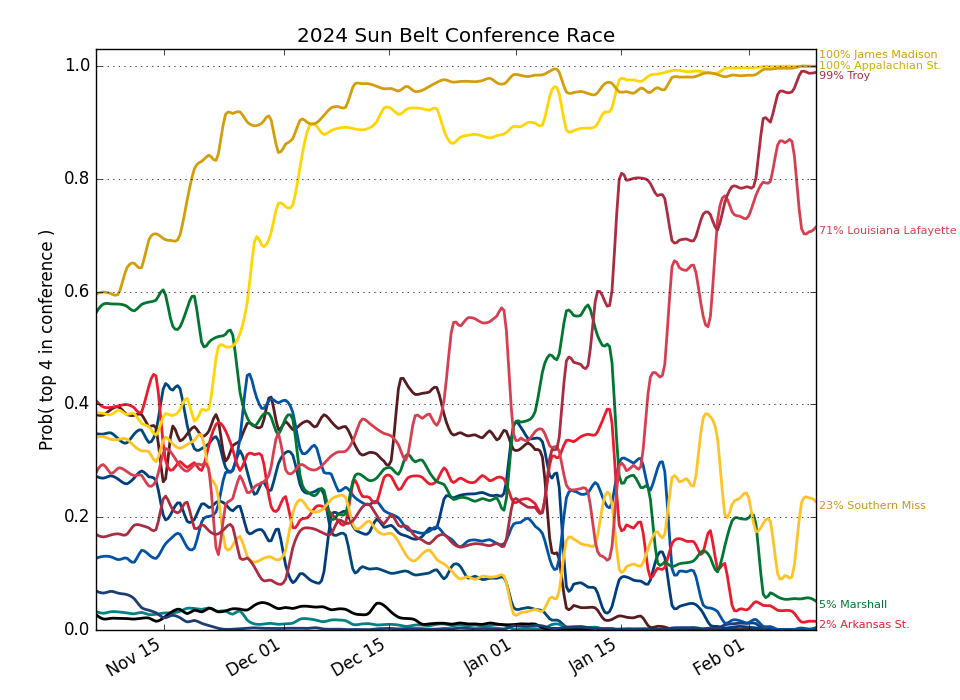 2024 Sun Belt Conference Race
Prob( top 4 in conference )
1.0
0.8
0.6
0.4
0.2
0.0
Nov 15
Dec 01
Dec 15
Jan 01
Jan 15
Feb 01
100% James Madison
100% Appalachian St.
99% Troy
71% Louisiana Lafayette
23% Southern Miss
5% Marshall
2% Arkansas St.